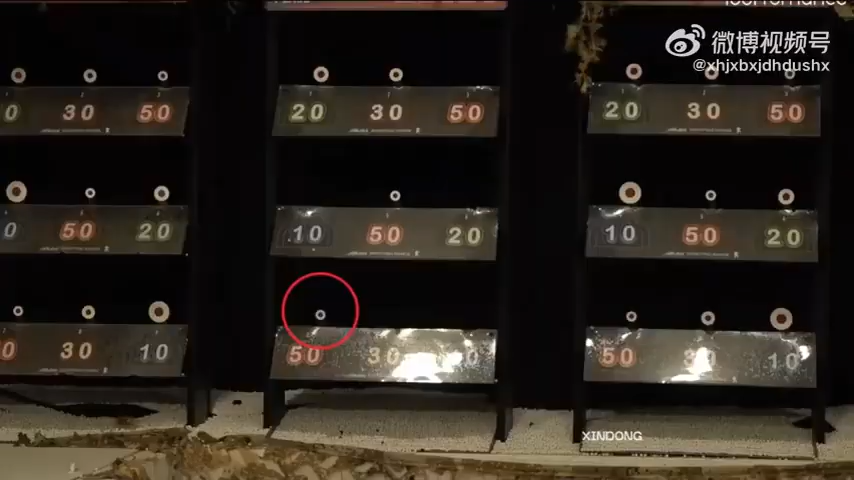 微博视频号
@xhjxbxjdhdushx
0 30 50
20 30 50
20 30 50
0 50 20
10 50 20
10 50 20
30 10
50 30 0
50 30 10
XINDONG